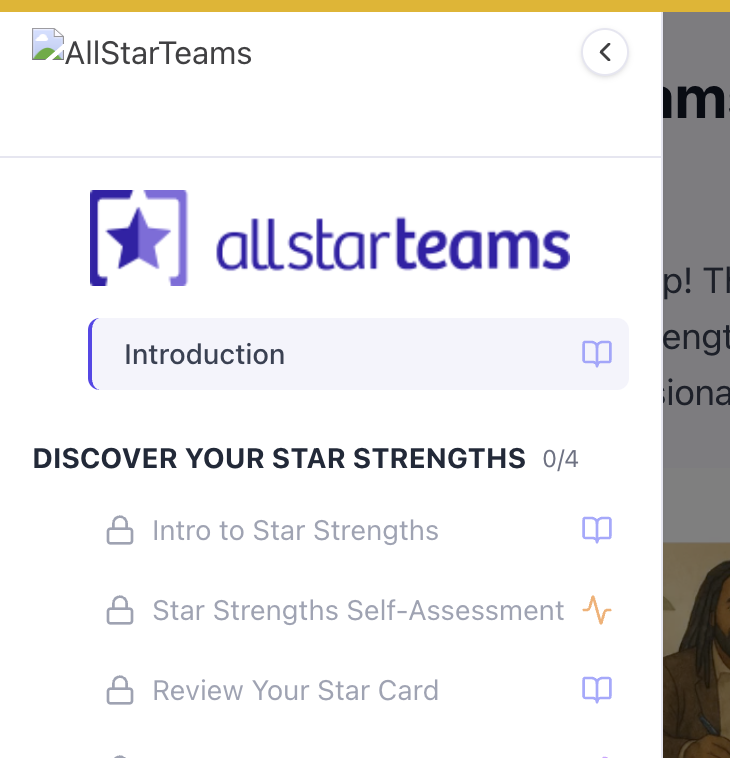 AllStarTeams
allstarteams
Introduction
DISCOVER YOUR STAR STRENGTHS 0/4
Intro to Star Strengths
Star Strengths Self-Assessment
Review Your Star Card
p! Th
engt
siona